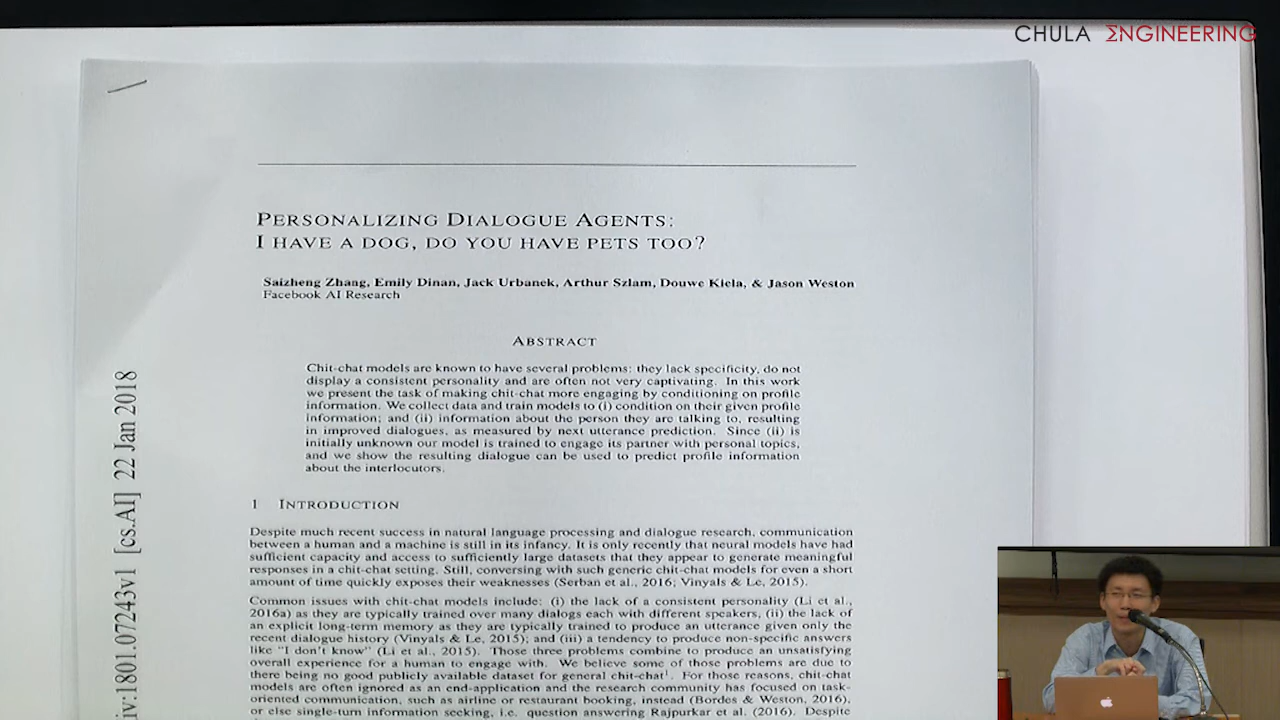 CHULA ΣNGINEERING
PERSONALIZING DIALOGUE AGENTS:
I HAVE A DOG, DO YOU HAVE PETS TOO?
Saizheng Zhang, Emily Dinan, Jack Urbanek, Arthur Szlam, Douwe Kiela, & Jason Weston
Facebook AI Research
ABSTRACT
Chit-chat models are known to have several problems: they lack specificity, do not
display a consistent personality and are often not very captivating. In this work
we present the task of making chit-chat more engaging by conditioning on profile
information. We collect data and train models to (i) condition on their given profile
information; and (ii) information about the person they are talking to, resulting
in improved dialogues, as measured by next utterance prediction. Since (ii) is
initially unknown our model is trained to engage its partner with personal topics,
and we show the resulting dialogue can be used to predict profile information
about the interlocutors.
1 INTRODUCTION
Despite much recent success in natural language processing and dialogue research, communication
between a human and a machine is still in its infancy. It is only recently that neural models have had
sufficient capacity and access to sufficiently large datasets that they appear to generate meaningful
responses in a chit-chat setting. Still, conversing with such generic chit-chat models for even a short
amount of time quickly exposes their weaknesses (Serban et al., 2016; Vinyals & Le, 2015).
Common issues with chit-chat models include: (i) the lack of a consistent personality (Li et al.,
2016a) as they are typically trained over many dialogs each with different speakers, (ii) the lack of
an explicit long-term memory as they are typically trained to produce an utterance given only the
recent dialogue history (Vinyals & Le, 2015); and (iii) a tendency to produce non-specific answers
like "I don't know" (Li et al., 2015). Those three problems combine to produce an unsatisfying
overall experience for a human to engage with. We believe some of those problems are due to
there being no good publicly available dataset for general chit-chat¹. For those reasons, chit-chat
models are often ignored as an end-application and the research community has focused on task-
oriented communication, such as airline or restaurant booking, instead (Bordes & Weston, 2016),
or else single-turn information seeking, i.e. question answering Rajpurkar et al. (2016). Despite
iv:1801.07243v1 [cs.AI] 22 Jan 2018